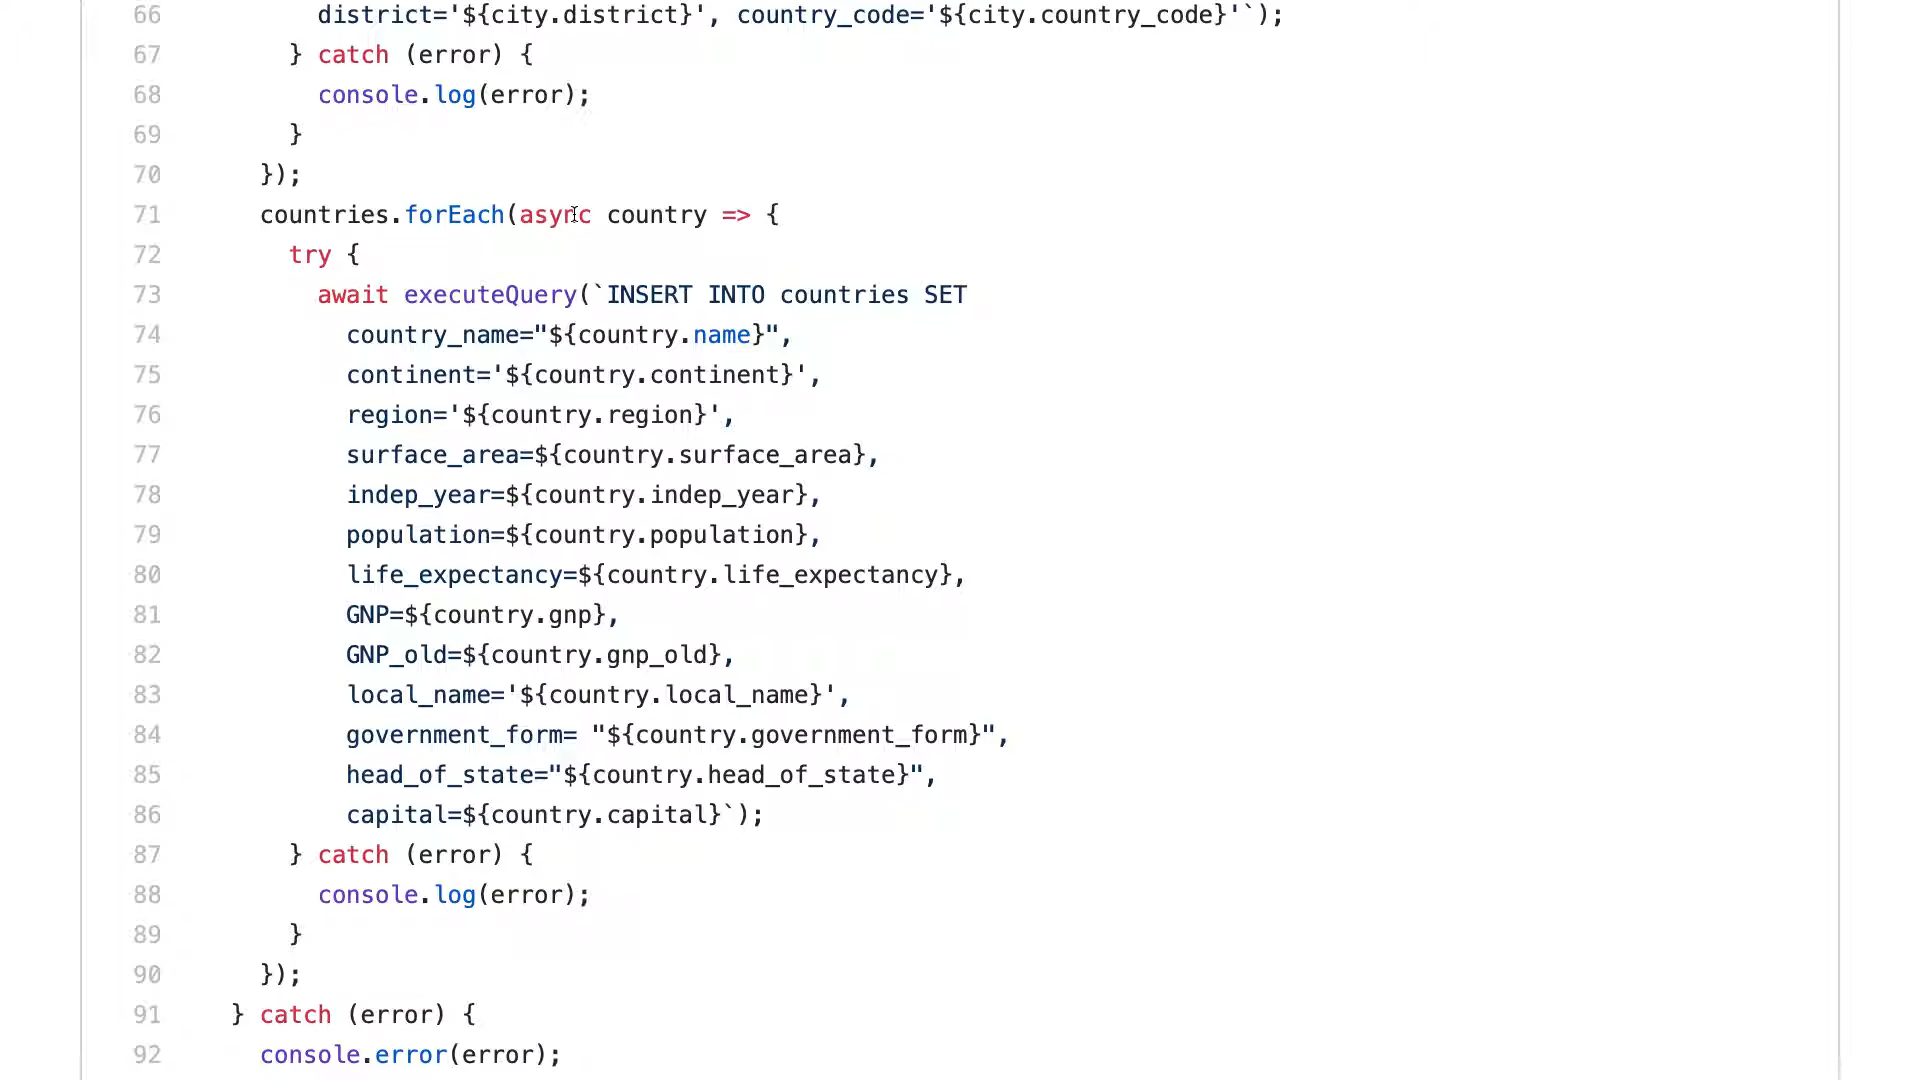 66 district='${city.district}', country_code='${city.country_code}'`);
67 } catch (error) {
68 console.log(error);
69 }
70 });
71 countries.forEach(async country => {
72 try {
73 await executeQuery(`INSERT INTO countries SET
74 country_name="${country.name}",
75 continent='${country.continent}',
76 region='${country.region}',
77 surface_area=${country.surface_area},
78 indep_year=${country.indep_year},
79 population=${country.population},
80 life_expectancy=${country.life_expectancy},
81 GNP=${country.gnp},
82 GNP_old=${country.gnp_old},
83 local_name='${country.local_name}',
84 government_form= "${country.government_form}",
85 head_of_state="${country.head_of_state}",
86 capital=${country.capital}`);
87 } catch (error) {
88 console.log(error);
89 }
90 });
91 } catch (error) {
92 console.error(error);